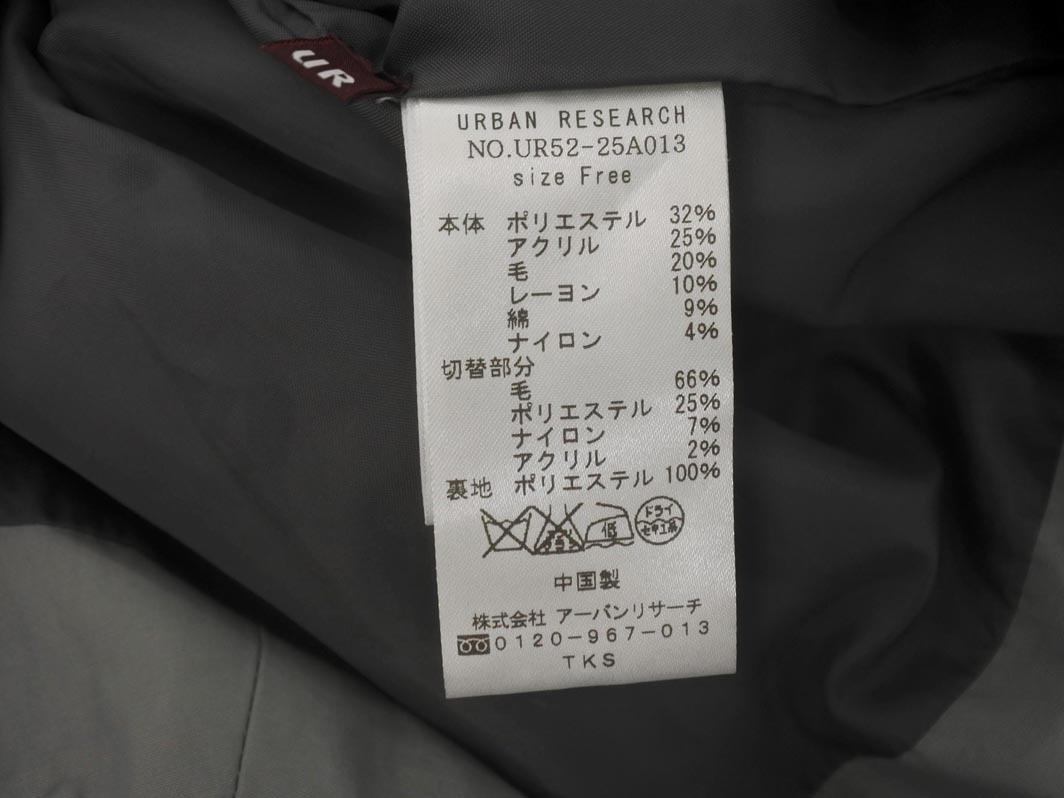 UR
URBAN RESEARCH
NO.UR52-25A013
size Free
本体 ポリエステル 32%
アクリル 25%
毛 20%
レーヨン 10%
綿 9%
ナイロン 4%
切替部分
毛 66%
ポリエステル 25%
ナイロン 7%
アクリル 2%
裏地 ポリエステル 100%
低 ドライ
セキユ系
中国製
株式会社 アーバンリサーチ
0120-967-013
TKS